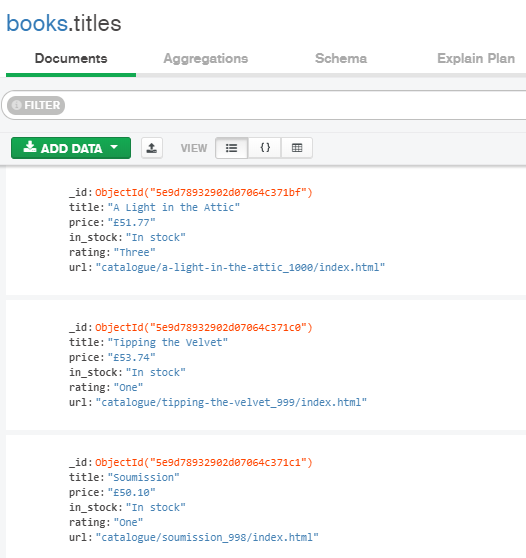 books.titles
Documents Aggregations Schema Explain Plan
FILTER
ADD DATA VIEW {}
_id:ObjectId("5e9d78932902d07064c371bf")
title:"A Light in the Attic"
price:"£51.77"
in_stock:"In stock"
rating:"Three"
url:"catalogue/a-light-in-the-attic_1000/index.html"
_id:ObjectId("5e9d78932902d07064c371c0")
title:"Tipping the Velvet"
price:"£53.74"
in_stock:"In stock"
rating:"One"
url:"catalogue/tipping-the-velvet_999/index.html"
_id:ObjectId("5e9d78932902d07064c371c1")
title:"Soumission"
price:"£50.10"
in_stock:"In stock"
rating:"One"
url:"catalogue/soumission_998/index.html"